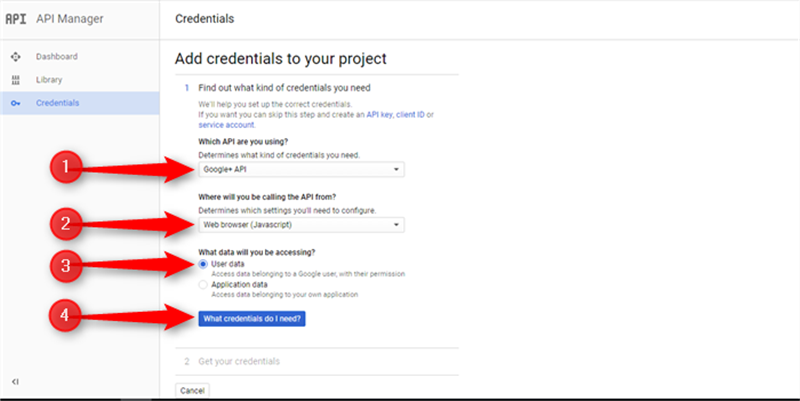 API API Manager Credentials
Dashboard
Library
Credentials
Add credentials to your project
1 Find out what kind of credentials you need
We'll help you set up the correct credentials.
If you want you can skip this step and create an API key, client ID or
service account.
Which API are you using?
Determines what kind of credentials you need.
1 Google+ API
Where will you be calling the API from?
Determines which settings you'll need to configure.
2 Web browser (Javascript)
What data will you be accessing?
3 User data
Access data belonging to a Google user, with their permission
Application data
Access data belonging to your own application
4 What credentials do I need?
2 Get your credentials
Cancel